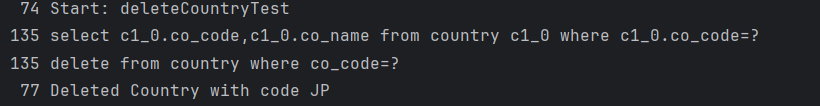 74 Start: deleteCountryTest
135 select c1_0.co_code,c1_0.co_name from country c1_0 where c1_0.co_code=?
135 delete from country where co_code=?
77 Deleted Country with code JP